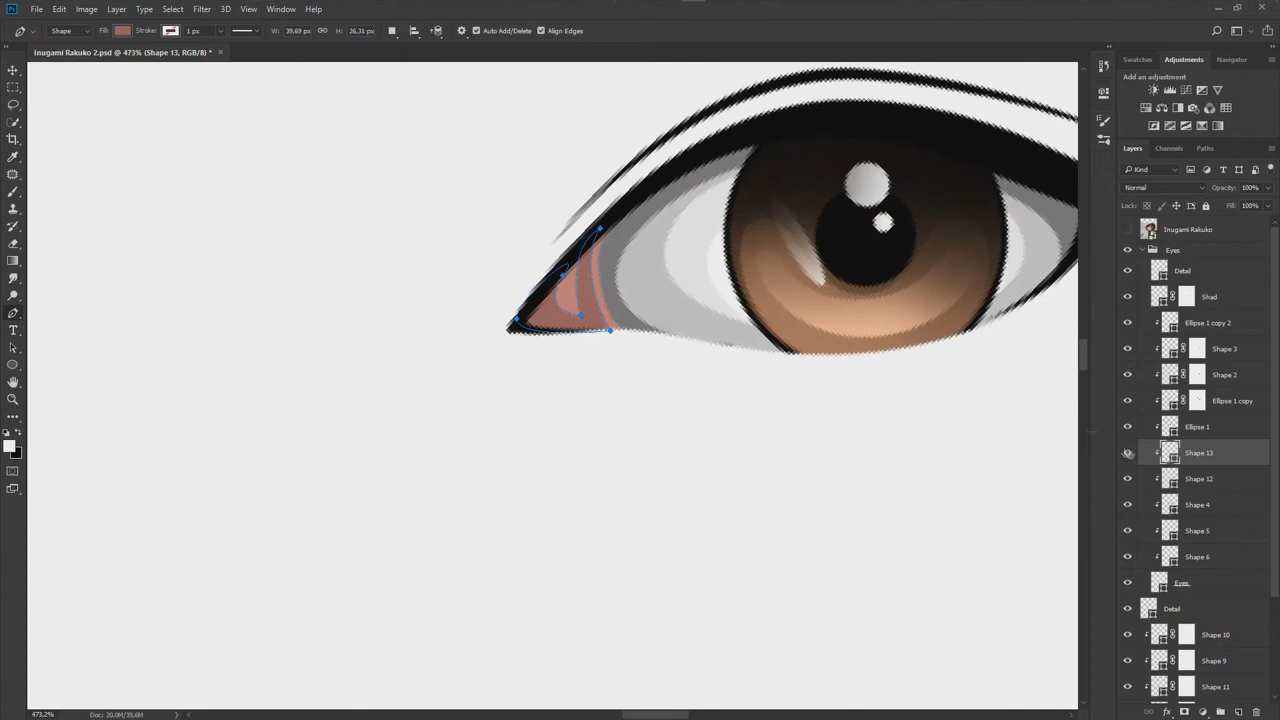 Ps File Edit Image Layer Type Select Filter 3D View Window Help
Shape Fill: Stroke: 1 px W: 39,69 px H: 26,31 px Auto Add/Delete Align Edges
Inugami Rakuko 2.psd @ 473% (Shape 13, RGB/8) *
Swatches Adjustments Navigator
Add an adjustment
Layers Channels Paths
Kind
Normal Opacity: 100%
Lock: Fill: 100%
Inugami Rakuko
Eyes
Detail
Shad
Ellipse 1 copy 2
Shape 3
Shape 2
Ellipse 1 copy
Ellipse 1
Shape 13
Shape 12
Shape 4
Shape 5
Shape 6
Eyes
Detail
Shape 10
Shape 9
Shape 11
473,2% Doc: 20,0M/39,6M